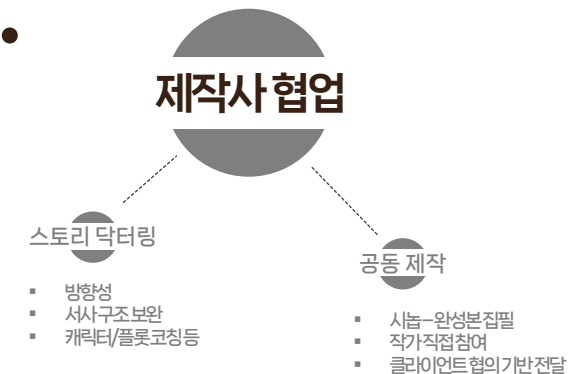 제작사 협업
스토리 닥터링
▪ 방향성
▪ 서사구조 보완
▪ 캐릭터/플롯코칭 등
공동 제작
▪ 시놉–완성본 집필
▪ 작가 직접 참여
▪ 클라이언트 협의 기반 전달